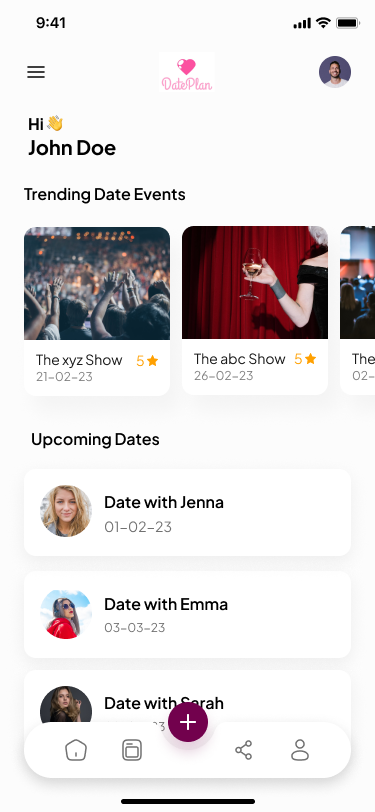 9:41
DatePlan
Hi 👋
John Doe
Trending Date Events
The xyz Show 5
21-02-23
The abc Show 5
26-02-23
The
02-
Upcoming Dates
Date with Jenna
01-02-23
Date with Emma
03-03-23
Date with Sarah